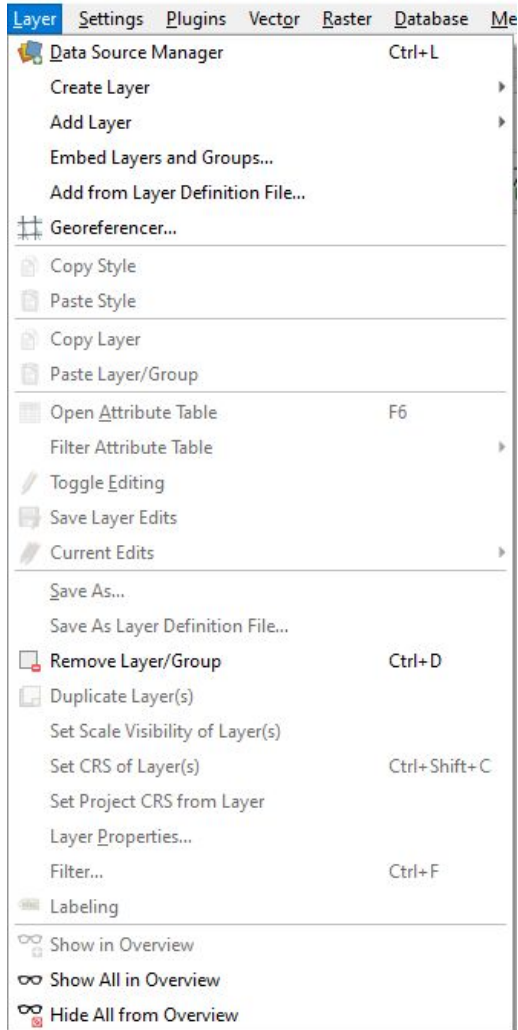 Layer Settings Plugins Vector Raster Database Me
Data Source Manager Ctrl+L
Create Layer
Add Layer
Embed Layers and Groups...
Add from Layer Definition File...
Georeferencer...
Copy Style
Paste Style
Copy Layer
Paste Layer/Group
Open Attribute Table F6
Filter Attribute Table
Toggle Editing
Save Layer Edits
Current Edits
Save As...
Save As Layer Definition File...
Remove Layer/Group Ctrl+D
Duplicate Layer(s)
Set Scale Visibility of Layer(s)
Set CRS of Layer(s) Ctrl+Shift+C
Set Project CRS from Layer
Layer Properties...
Filter... Ctrl+F
Labeling
Show in Overview
Show All in Overview
Hide All from Overview